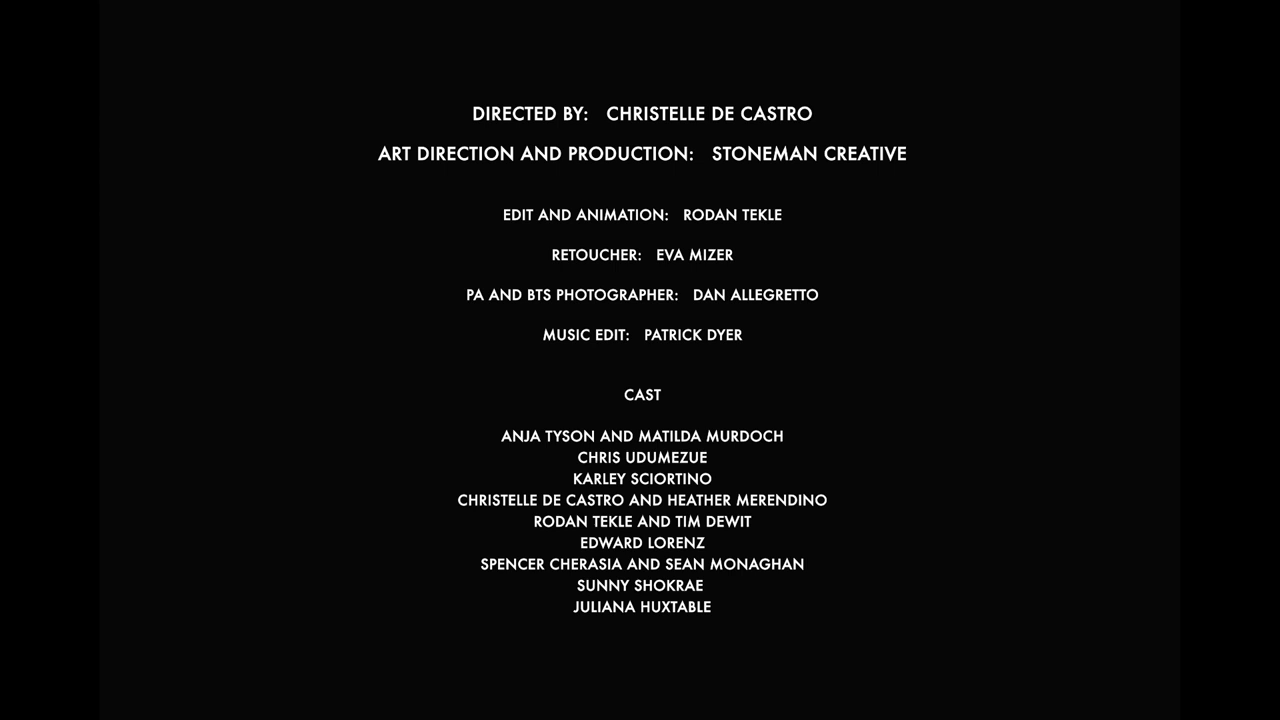 DIRECTED BY: CHRISTELLE DE CASTRO
ART DIRECTION AND PRODUCTION: STONEMAN CREATIVE
EDIT AND ANIMATION: RODAN TEKLE
RETOUCHER: EVA MIZER
PA AND BTS PHOTOGRAPHER: DAN ALLEGRETTO
MUSIC EDIT: PATRICK DYER
CAST
ANJA TYSON AND MATILDA MURDOCH
CHRIS UDUMEZUE
KARLEY SCIORTINO
CHRISTELLE DE CASTRO AND HEATHER MERENDINO
RODAN TEKLE AND TIM DEWIT
EDWARD LORENZ
SPENCER CHERASIA AND SEAN MONAGHAN
SUNNY SHOKRAE
JULIANA HUXTABLE